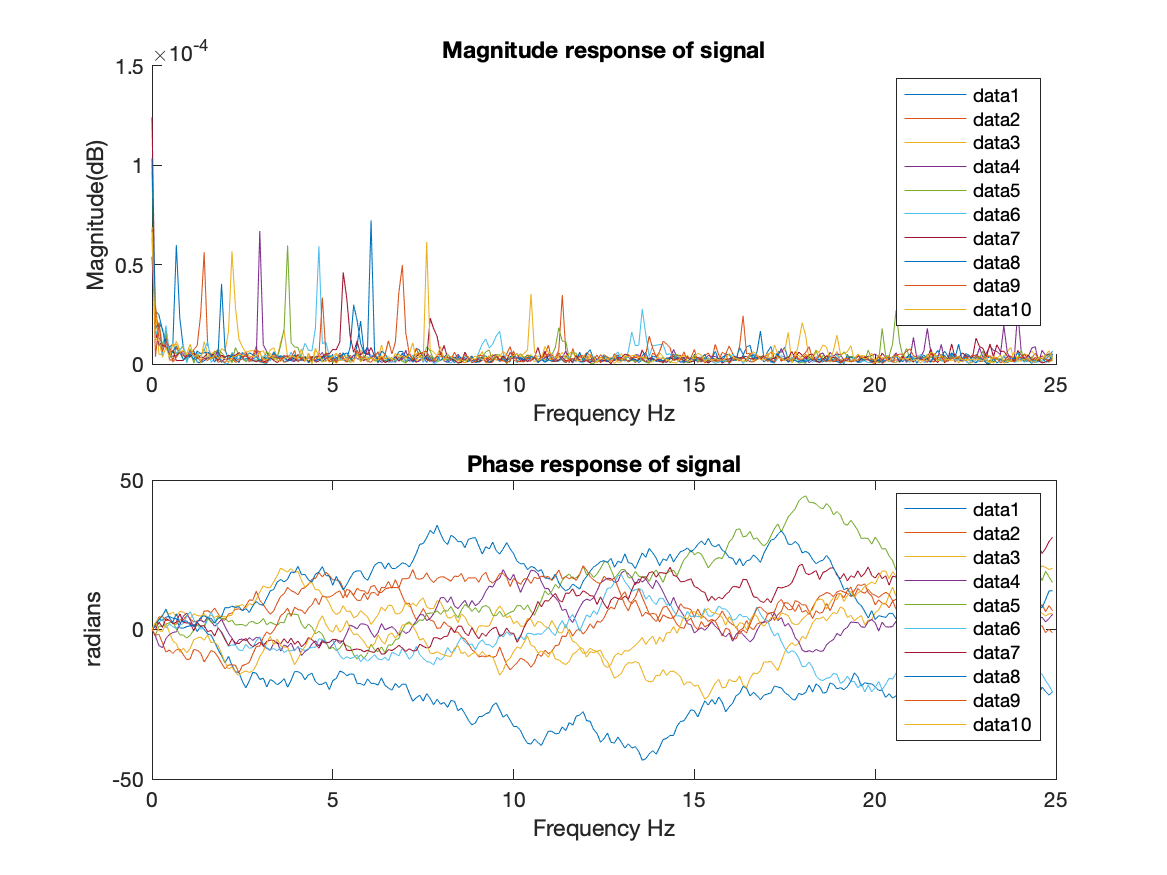 Magnitude response of signal
×10-4
1.5
1
0.5
0
Magnitude(dB)
0 5 10 15 20 25
Frequency Hz
data1
data2
data3
data4
data5
data6
data7
data8
data9
data10
Phase response of signal
50
0
-50
radians
0 5 10 15 20 25
Frequency Hz
data1
data2
data3
data4
data5
data6
data7
data8
data9
data10